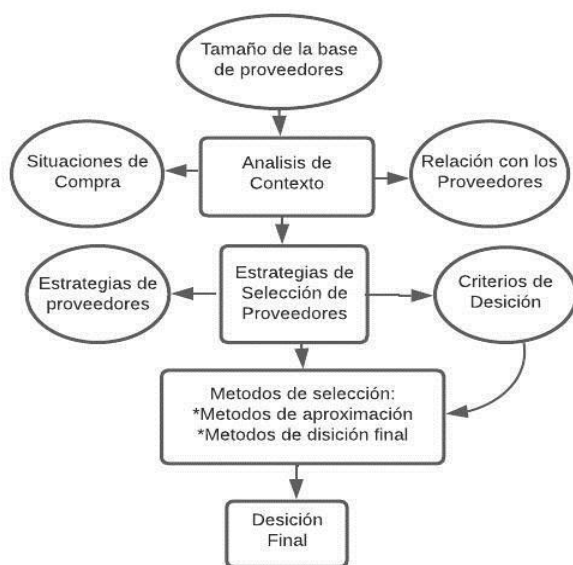 Tamaño de la base
de proveedores
Situaciones de
Compra
Analisis de
Contexto
Relación con los
Proveedores
Estrategias de
proveedores
Estrategias de
Selección de
Proveedores
Criterios de
Desición
Metodos de selección:
*Metodos de aproximación
*Metodos de disición final
Desición
Final